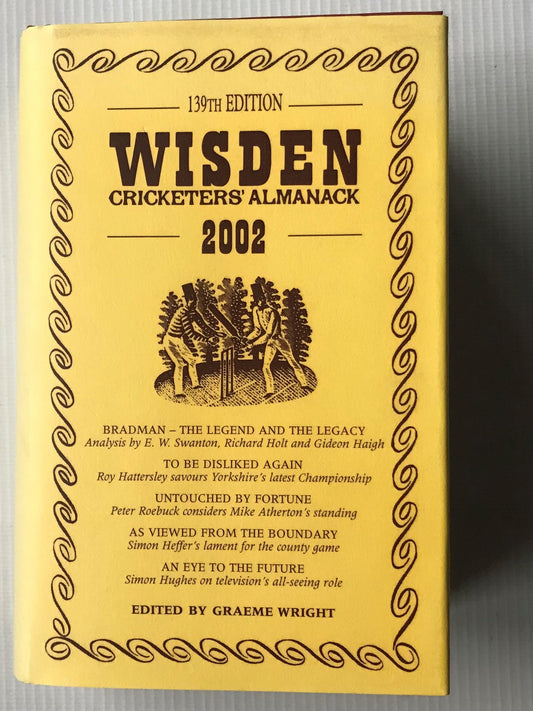 139TH EDITION
WISDEN
CRICKETERS' ALMANACK
2002
BRADMAN – THE LEGEND AND THE LEGACY
Analysis by E. W. Swanton, Richard Holt and Gideon Haigh
TO BE DISLIKED AGAIN
Roy Hattersley savours Yorkshire's latest Championship
UNTOUCHED BY FORTUNE
Peter Roebuck considers Mike Atherton's standing
AS VIEWED FROM THE BOUNDARY
Simon Heffer's lament for the county game
AN EYE TO THE FUTURE
Simon Hughes on television's all-seeing role
EDITED BY GRAEME WRIGHT